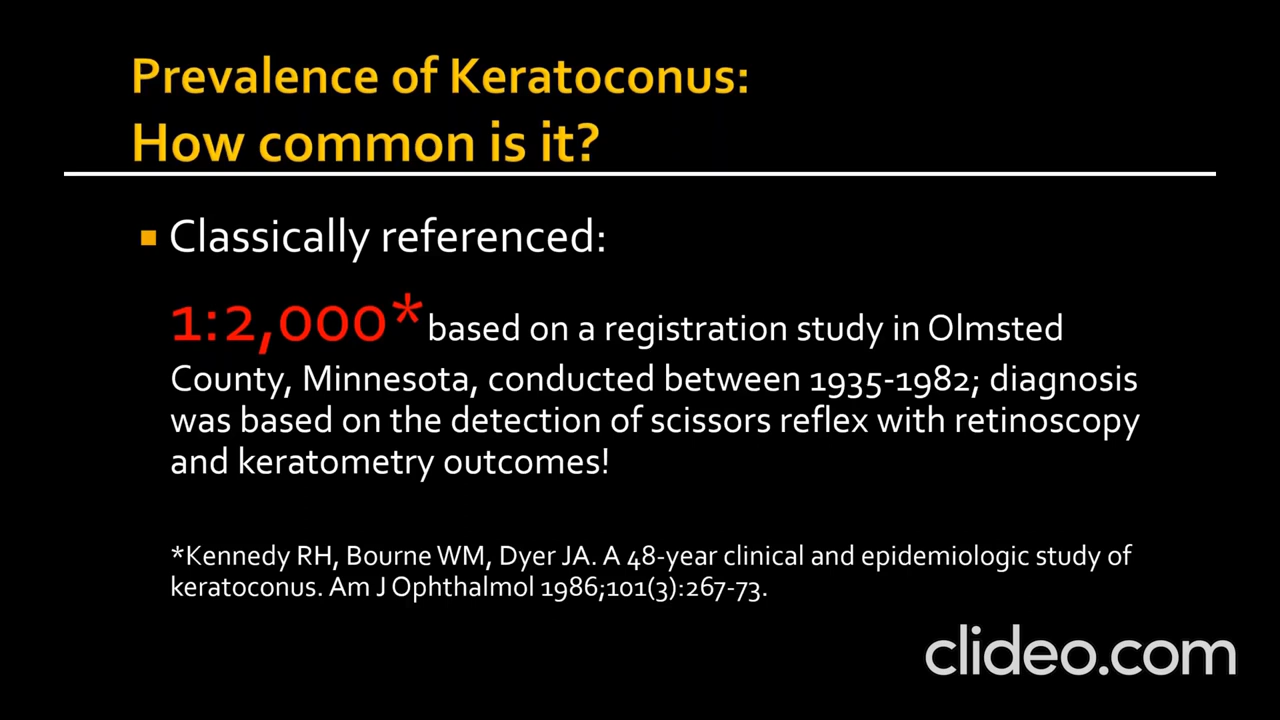 Prevalence of Keratoconus:
How common is it?
▪ Classically referenced:
1:2,000* based on a registration study in Olmsted
County, Minnesota, conducted between 1935-1982; diagnosis
was based on the detection of scissors reflex with retinoscopy
and keratometry outcomes!
*Kennedy RH, Bourne WM, Dyer JA. A 48-year clinical and epidemiologic study of
keratoconus. Am J Ophthalmol 1986;101(3):267-73.
clideo.com